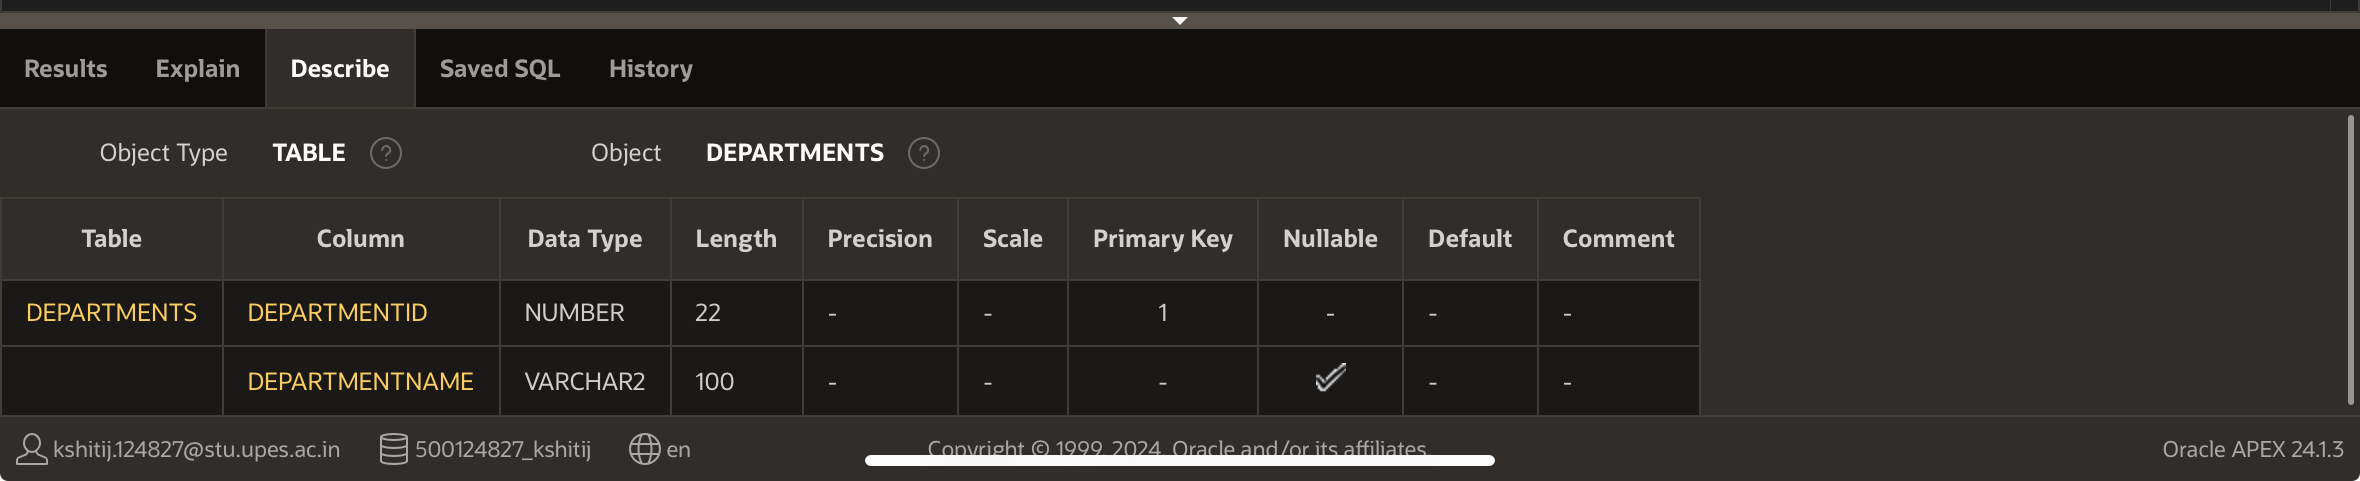 Results Explain Describe Saved SQL History
Object Type TABLE ? Object DEPARTMENTS ?
Table Column Data Type Length Precision Scale Primary Key Nullable Default Comment
DEPARTMENTS DEPARTMENTID NUMBER 22 - - 1 - - -
DEPARTMENTNAME VARCHAR2 100 - - - - -
kshitij.124827@stu.upes.ac.in 500124827_kshitij en Copyright © 1999, 2024, Oracle and/or its affiliates. Oracle APEX 24.1.3